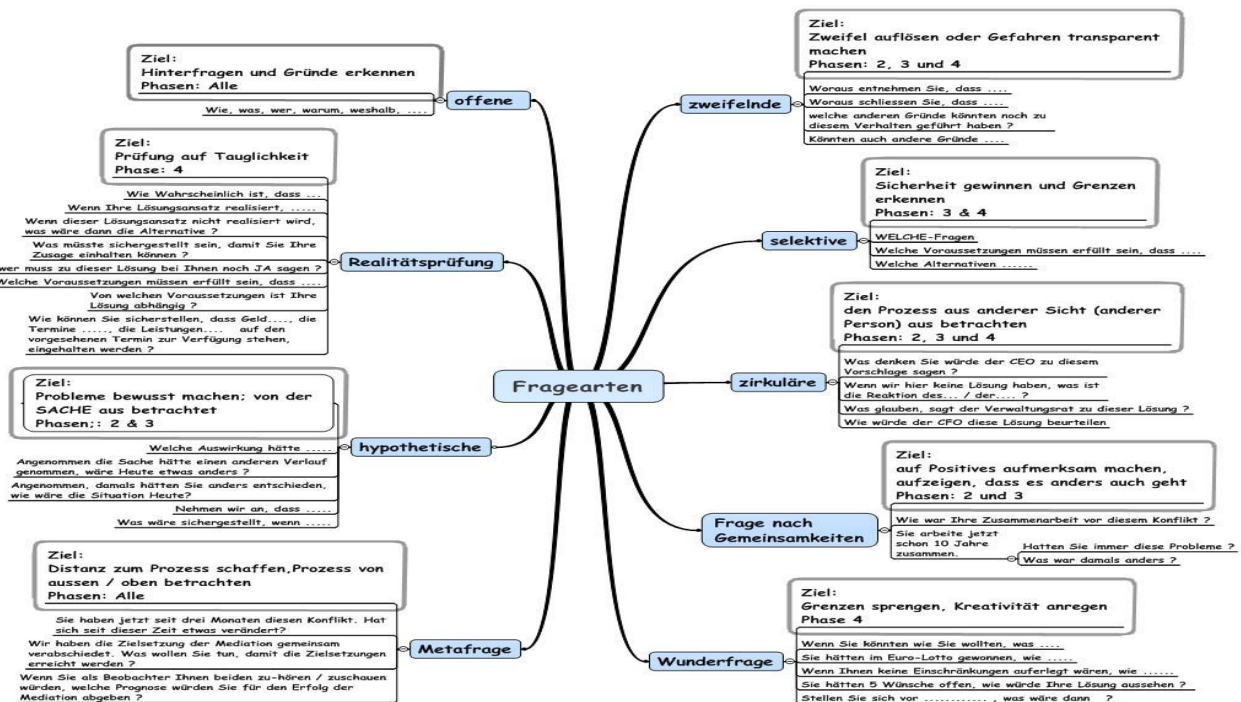 Fragearten
offene
Ziel:
Hinterfragen und Gründe erkennen
Phasen: Alle
Wie, was, wer, warum, weshalb, ....
Realitätsprüfung
Ziel:
Prüfung auf Tauglichkeit
Phase: 4
Wie Wahrscheinlich ist, dass ...
Wenn Ihre Lösungsansatz realisiert, .....
Wenn dieser Lösungsansatz nicht realisiert wird,
was wäre dann die Alternative ?
Was müsste sichergestellt sein, damit Sie Ihre
Zusage einhalten können ?
wer muss zu dieser Lösung bei Ihnen noch JA sagen ?
Welche Voraussetzungen müssen erfüllt sein, dass ....
Von welchen Voraussetzungen ist Ihre
Lösung abhängig ?
Wie können Sie sicherstellen, dass Geld...., die
Termine ....., die Leistungen.... auf den
vorgesehenen Termin zur Verfügung stehen,
eingehalten werden ?
hypothetische
Ziel:
Probleme bewusst machen; von der
SACHE aus betrachtet
Phasen;: 2 & 3
Welche Auswirkung hätte .....
Angenommen die Sache hätte einen anderen Verlauf
genommen, wäre Heute etwas anders ?
Angenommen, damals hätten Sie anders entschieden,
wie wäre die Situation Heute?
Nehmen wir an, dass .....
Was wäre sichergestellt, wenn .....
Metafrage
Ziel:
Distanz zum Prozess schaffen,Prozess von
aussen / oben betrachten
Phasen: Alle
Sie haben jetzt seit drei Monaten diesen Konflikt. Hat
sich seit dieser Zeit etwas verändert?
Wir haben die Zielsetzung der Mediation gemeinsam
verabschiedet. Was wollen Sie tun, damit die Zielsetzungen
erreicht werden ?
Wenn Sie als Beobachter Ihnen beiden zu-hören / zuschauen
würden, welche Prognose würden Sie für den Erfolg der
Mediation abgeben ?
zweifelnde
Ziel:
Zweifel auflösen oder Gefahren transparent
machen
Phasen: 2, 3 und 4
Woraus entnehmen Sie, dass ....
Woraus schliessen Sie, dass ....
welche anderen Gründe könnten noch zu
diesem Verhalten geführt haben ?
Könnten auch andere Gründe ....
selektive
Ziel:
Sicherheit gewinnen und Grenzen
erkennen
Phasen: 3 & 4
WELCHE-Fragen
Welche Voraussetzungen müssen erfüllt sein, dass ....
Welche Alternativen ......
zirkuläre
Ziel:
den Prozess aus anderer Sicht (anderer
Person) aus betrachten
Phasen: 2, 3 und 4
Was denken Sie würde der CEO zu diesem
Vorschlage sagen ?
Wenn wir hier keine Lösung haben, was ist
die Reaktion des... / der.... ?
Was glauben, sagt der Verwaltungsrat zu dieser Lösung ?
Wie würde der CFO diese Lösung beurteilen
Frage nach
Gemeinsamkeiten
Ziel:
auf Positives aufmerksam machen,
aufzeigen, dass es anders auch geht
Phasen: 2 und 3
Wie war Ihre Zusammenarbeit vor diesem Konflikt ?
Sie arbeite jetzt
schon 10 Jahre
zusammen.
Hatten Sie immer diese Probleme ?
Was war damals anders ?
Wunderfrage
Ziel:
Grenzen sprengen, Kreativität anregen
Phase 4
Wenn Sie könnten wie Sie wollten, was ....
Sie hätten im Euro-Lotto gewonnen, wie .....
Wenn Ihnen keine Einschränkungen auferlegt wären, wie ......
Sie hätten 5 Wünsche offen, wie würde Ihre Lösung aussehen ?
Stellen Sie sich vor ............ , was wäre dann ?